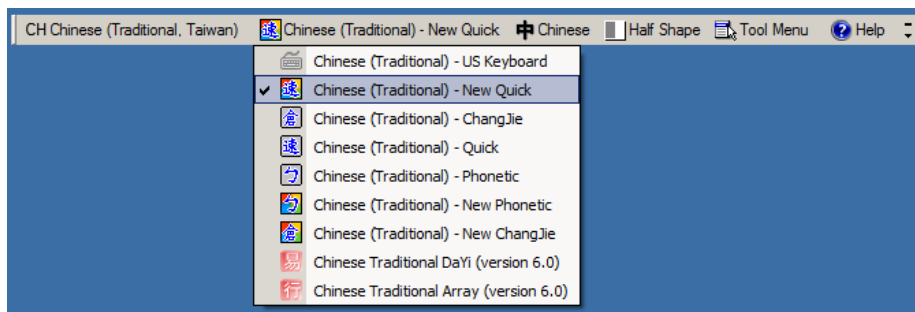 CH Chinese (Traditional, Taiwan) 速 Chinese (Traditional) - New Quick 中 Chinese Half Shape Tool Menu ? Help
Chinese (Traditional) - US Keyboard
速 Chinese (Traditional) - New Quick
倉 Chinese (Traditional) - ChangJie
速 Chinese (Traditional) - Quick
ㄅ Chinese (Traditional) - Phonetic
ㄅ Chinese (Traditional) - New Phonetic
倉 Chinese (Traditional) - New ChangJie
易 Chinese Traditional DaYi (version 6.0)
行 Chinese Traditional Array (version 6.0)